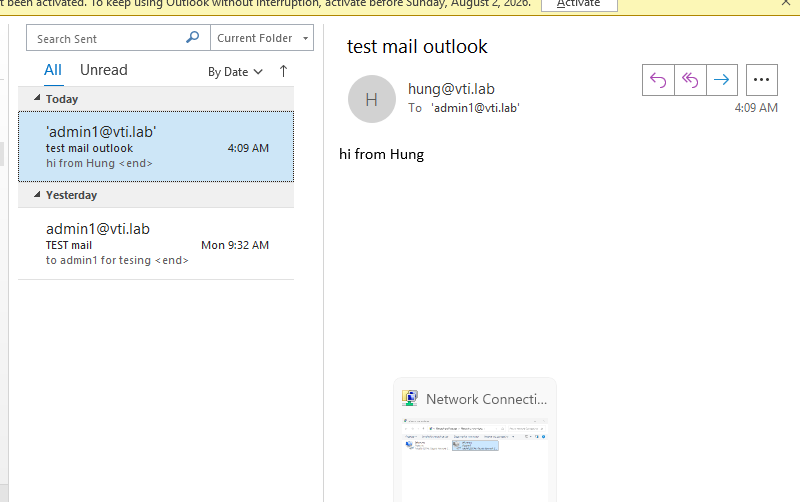 t been activated. To keep using Outlook without interruption, activate before Sunday, August 2, 2026. Activate
Search Sent
Current Folder
All Unread By Date
Today
'admin1@vti.lab'
test mail outlook 4:09 AM
hi from Hung <end>
Yesterday
admin1@vti.lab
TEST mail Mon 9:32 AM
to admin1 for tesing <end>
test mail outlook
H
hung@vti.lab
To 'admin1@vti.lab'
4:09 AM
hi from Hung
Network Connecti...